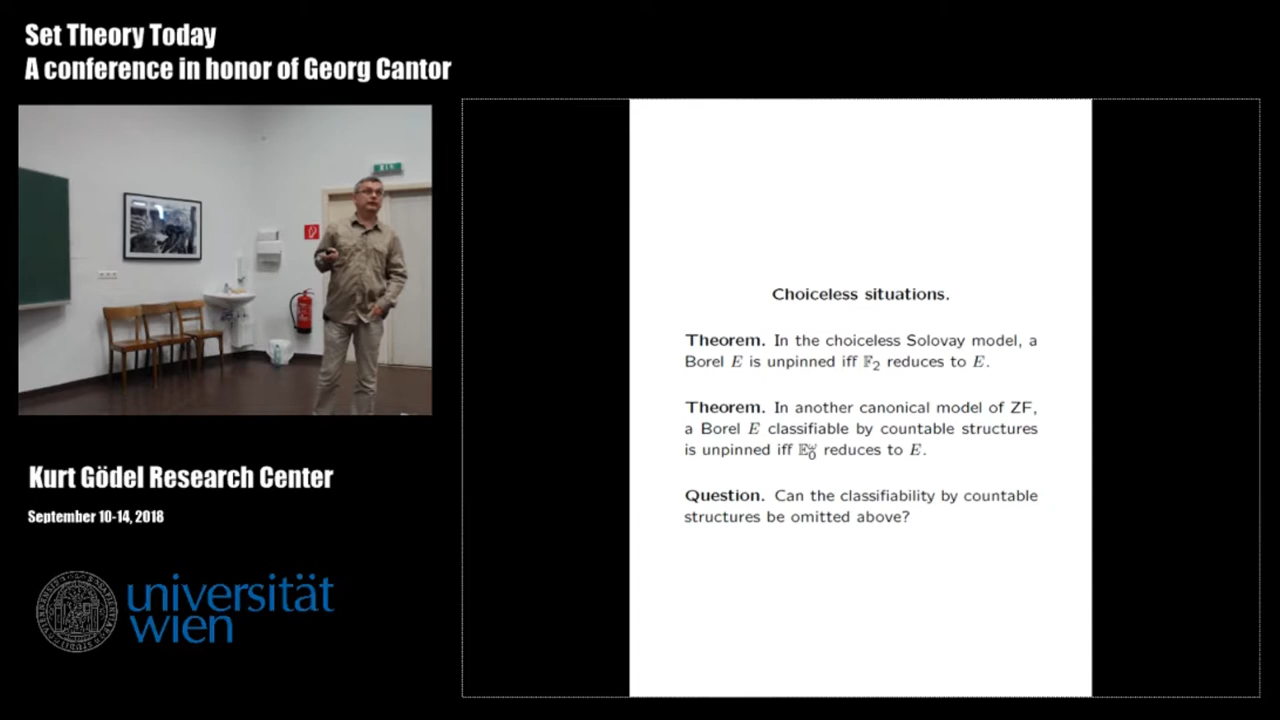 Set Theory Today
A conference in honor of Georg Cantor
Choiceless situations.
Theorem. In the choiceless Solovay model, a
Borel E is unpinned iff 𝔽₂ reduces to E.
Theorem. In another canonical model of ZF,
a Borel E classifiable by countable structures
is unpinned iff 𝔼₀^ω reduces to E.
Question. Can the classifiability by countable
structures be omitted above?
Kurt Gödel Research Center
September 10-14, 2018
universität
wien